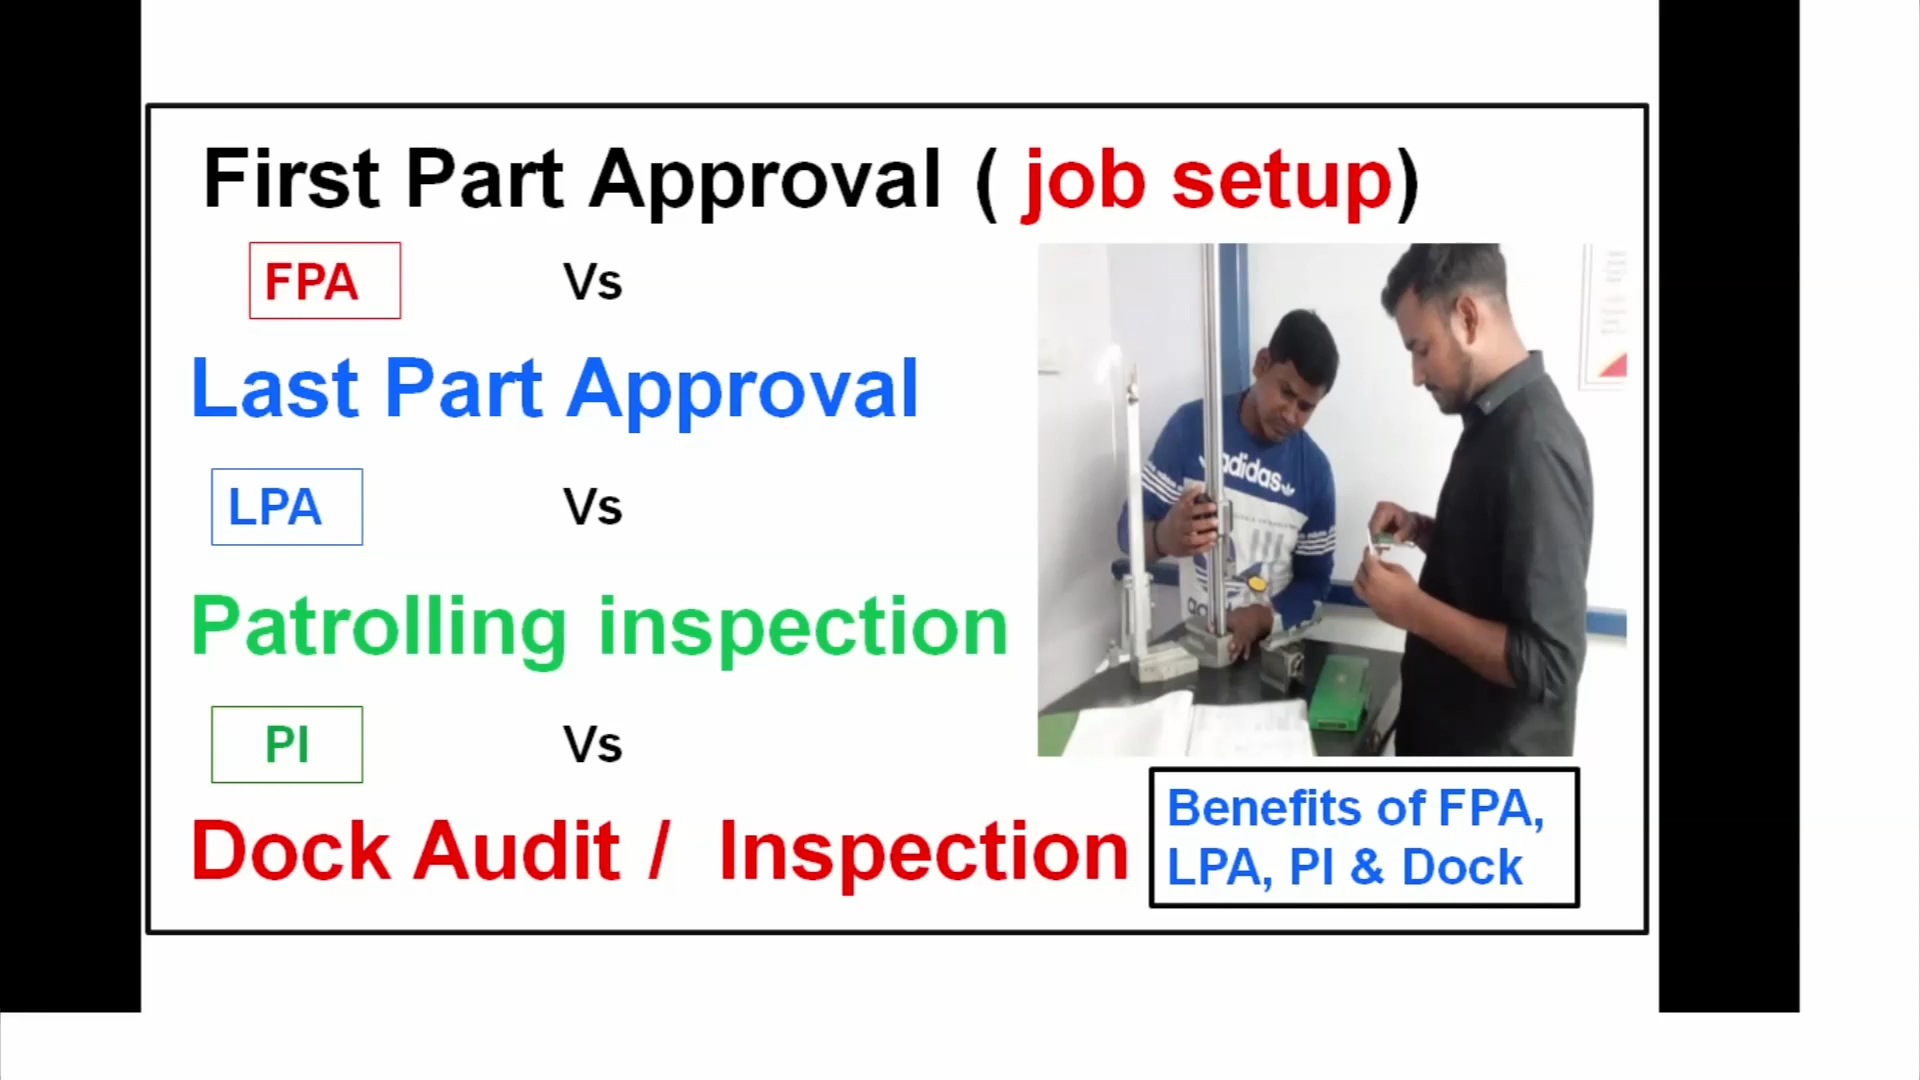 First Part Approval ( job setup)
FPA Vs
Last Part Approval
LPA Vs
Patrolling inspection
PI Vs
Dock Audit / Inspection
Benefits of FPA,
LPA, PI & Dock
adidas